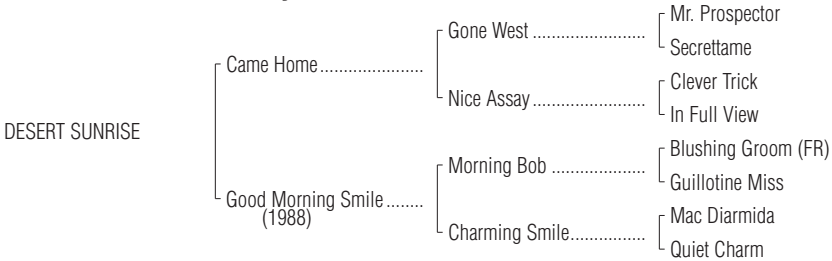 Mr. Prospector
Gone West ........................
Secrettame
Came Home......................
Clever Trick
Nice Assay........................
In Full View
DESERT SUNRISE
Blushing Groom (FR)
Morning Bob ....................
Guillotine Miss
Good Morning Smile........
(1988)
Mac Diarmida
Charming Smile................
Quiet Charm